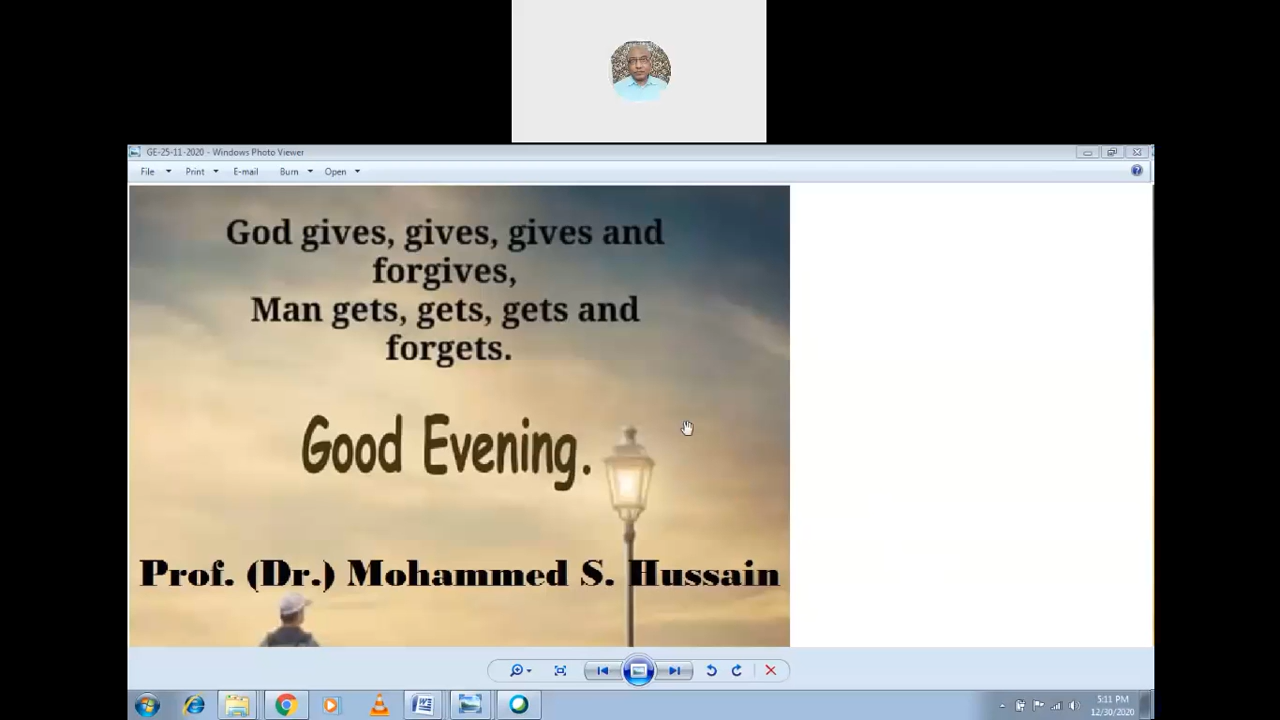 GE-25-11-2020 - Windows Photo Viewer
File Print E-mail Burn Open
God gives, gives, gives and
forgives,
Man gets, gets, gets and
forgets.
Good Evening.
Prof. (Dr.) Mohammed S. Hussain
5:11 PM
12/30/2020